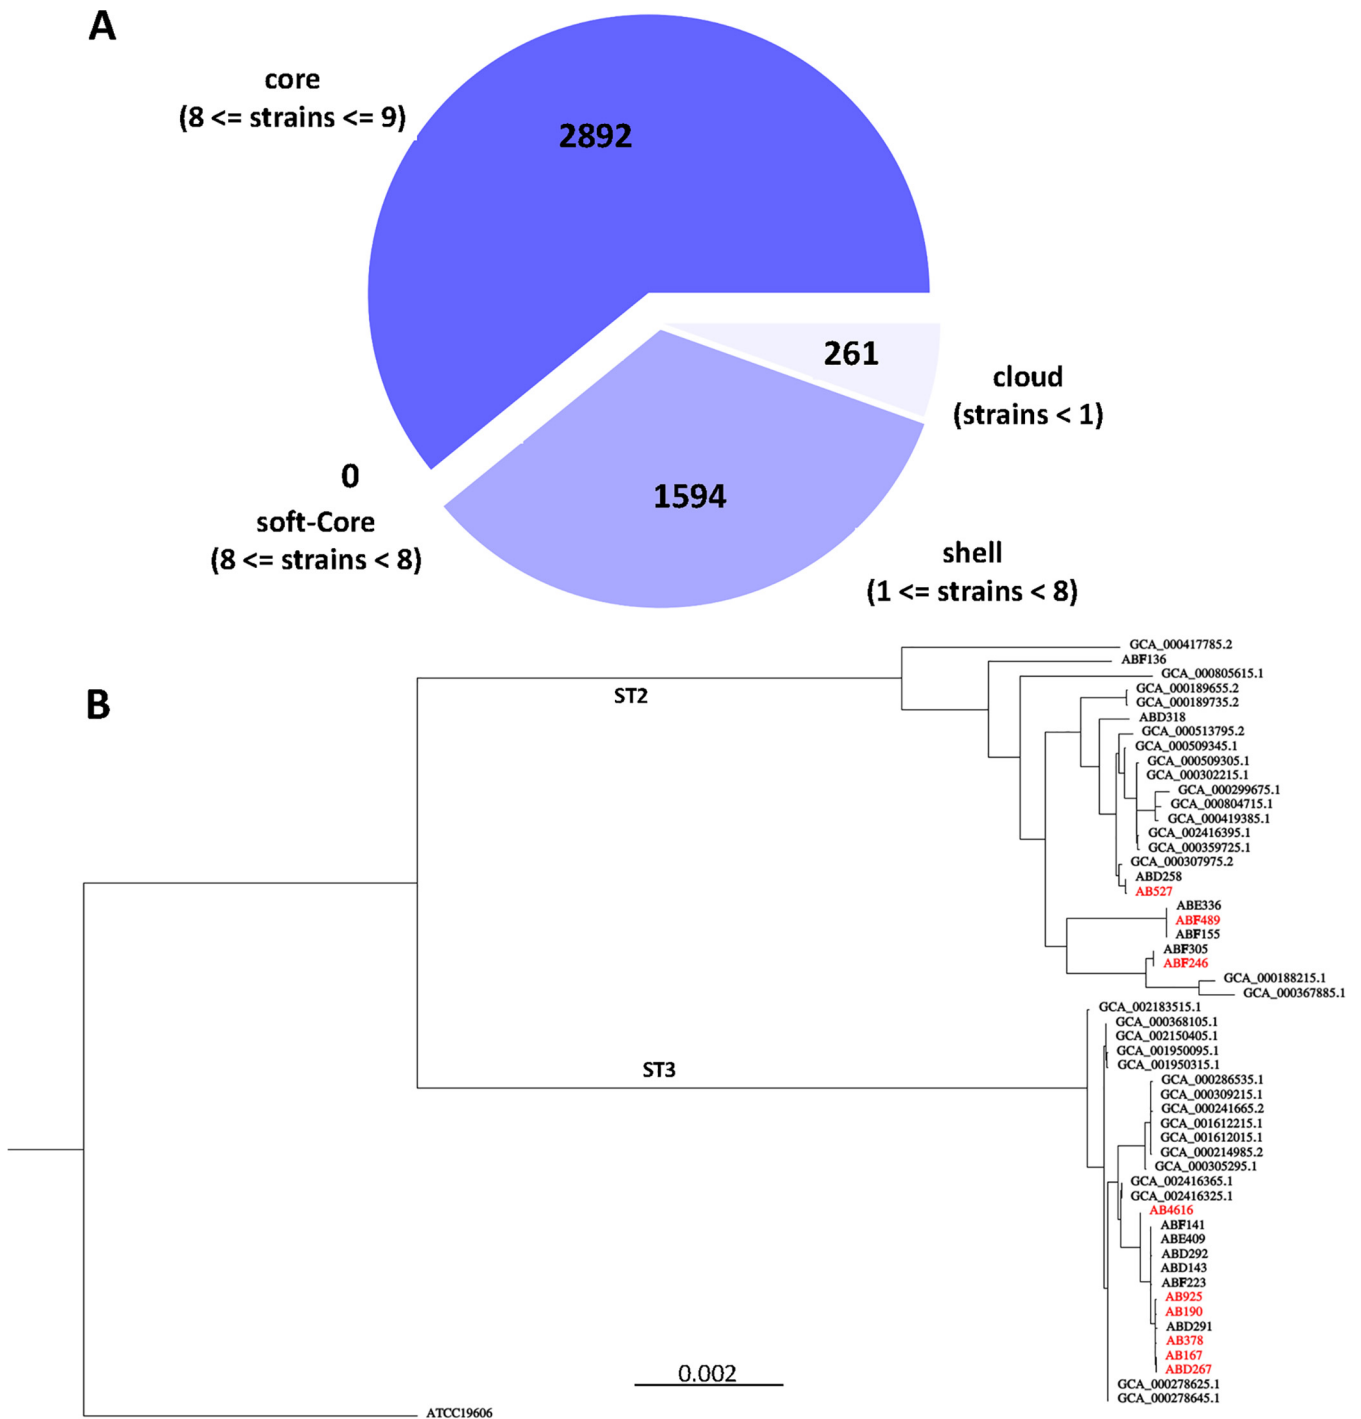 A
core
(8 <= strains <= 9)
2892
261
cloud
(strains < 1)
0
soft-Core
(8 <= strains < 8)
1594
shell
(1 <= strains < 8)
B
ST2
GCA_000417785.2
ABF136
GCA_000805615.1
GCA_000189655.2
GCA_000189735.2
ABD318
GCA_000513795.2
GCA_000509345.1
GCA_000509305.1
GCA_000302215.1
GCA_000299675.1
GCA_000804715.1
GCA_000419385.1
GCA_002416395.1
GCA_000359725.1
GCA_000307975.2
ABD258
AB527
ABE336
ABF489
ABF155
ABF305
ABF246
GCA_000188215.1
GCA_000367885.1
ST3
GCA_002183515.1
GCA_000368105.1
GCA_002150405.1
GCA_001950095.1
GCA_001950315.1
GCA_000286535.1
GCA_000309215.1
GCA_000241665.2
GCA_001612215.1
GCA_001612015.1
GCA_000214985.2
GCA_000305295.1
GCA_002416365.1
GCA_002416325.1
AB4616
ABF141
ABE409
ABD292
ABD143
ABF223
AB925
AB190
ABD291
AB378
AB167
ABD267
GCA_000278625.1
GCA_000278645.1
0.002
ATCC19606